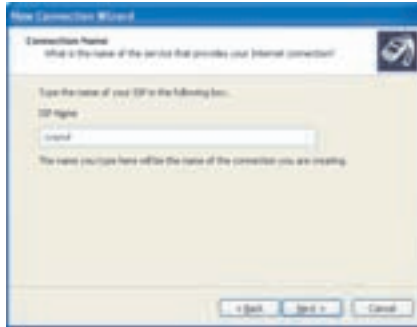 New Connection Wizard
Connection Name
What is the name of the service that provides your Internet connection?
Type the name of your ISP in the following box.
ISP Name
The name you type here will be the name of the connection you are creating.
< Back
Next >
Cancel